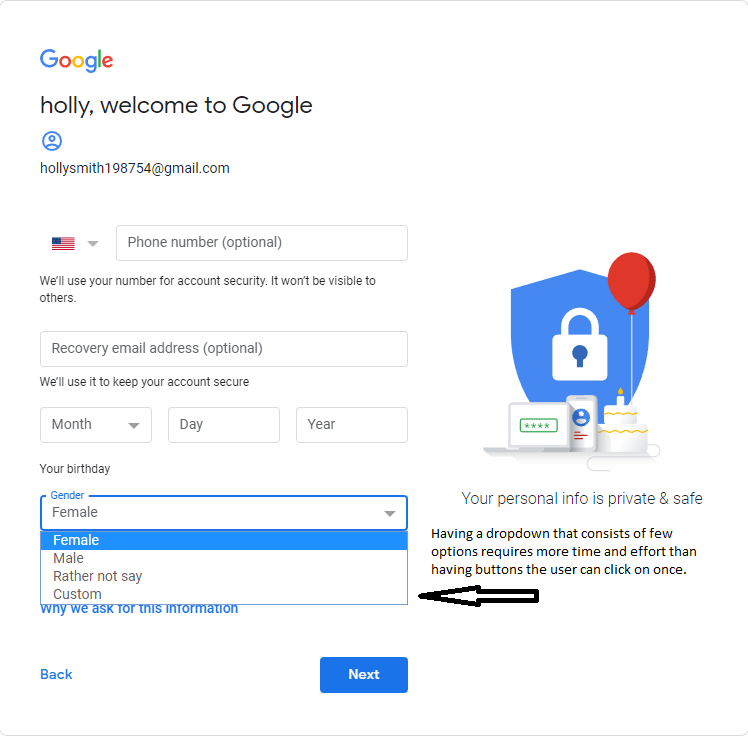 Google
holly, welcome to Google
hollysmith198754@gmail.com
Phone number (optional)
We'll use your number for account security. It won't be visible to
others.
Recovery email address (optional)
We'll use it to keep your account secure
Month
Day
Year
Your birthday
Gender
Female
Female
Male
Rather not say
Custom
Why we ask for this information
Back
Next
****
Your personal info is private & safe
Having a dropdown that consists of few
options requires more time and effort than
having buttons the user can click on once.